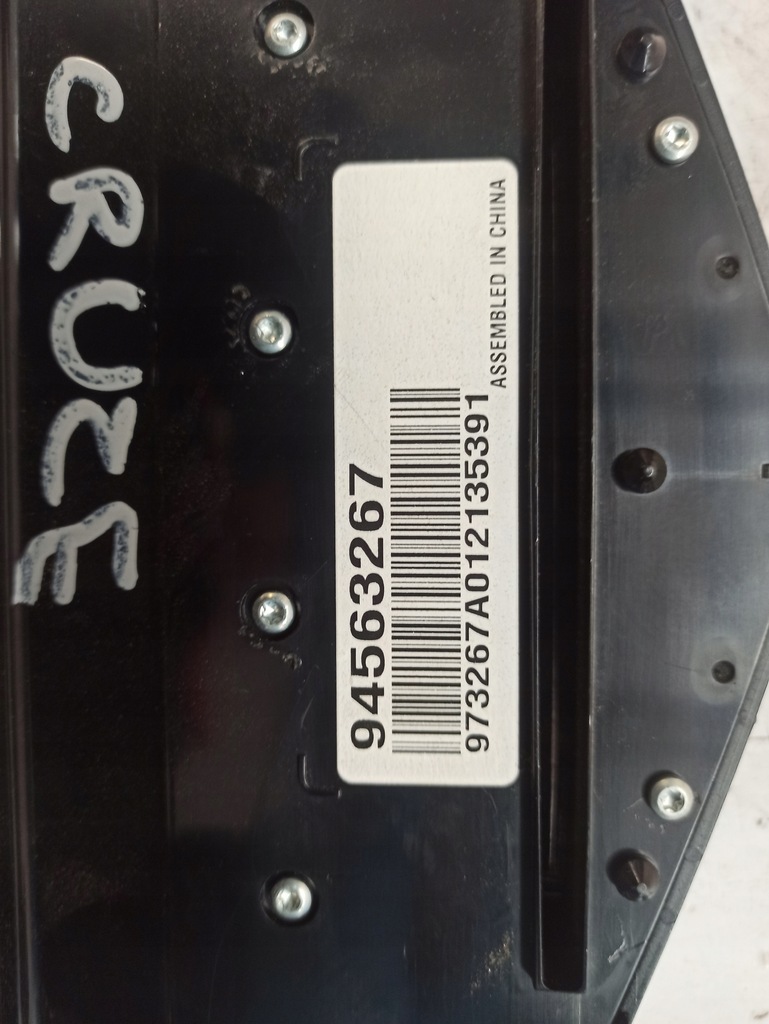 CRUZE
94563267
973267A012135391
ASSEMBLED IN CHINA